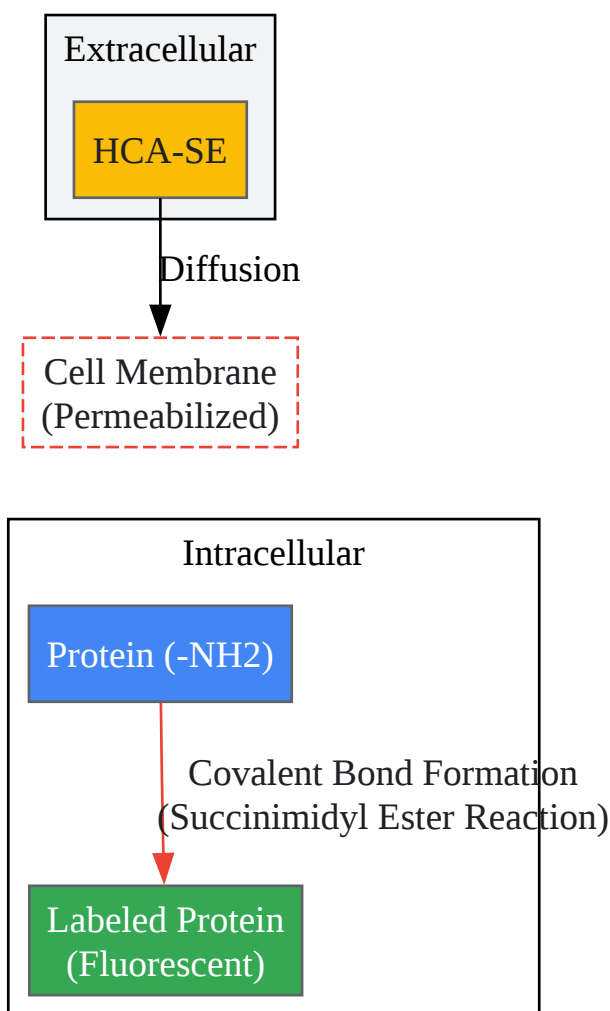 Extracellular
HCA-SE
Diffusion
Cell Membrane
(Permeabilized)
Intracellular
Protein (-NH2)
Covalent Bond Formation
(Succinimidyl Ester Reaction)
Labeled Protein
(Fluorescent)